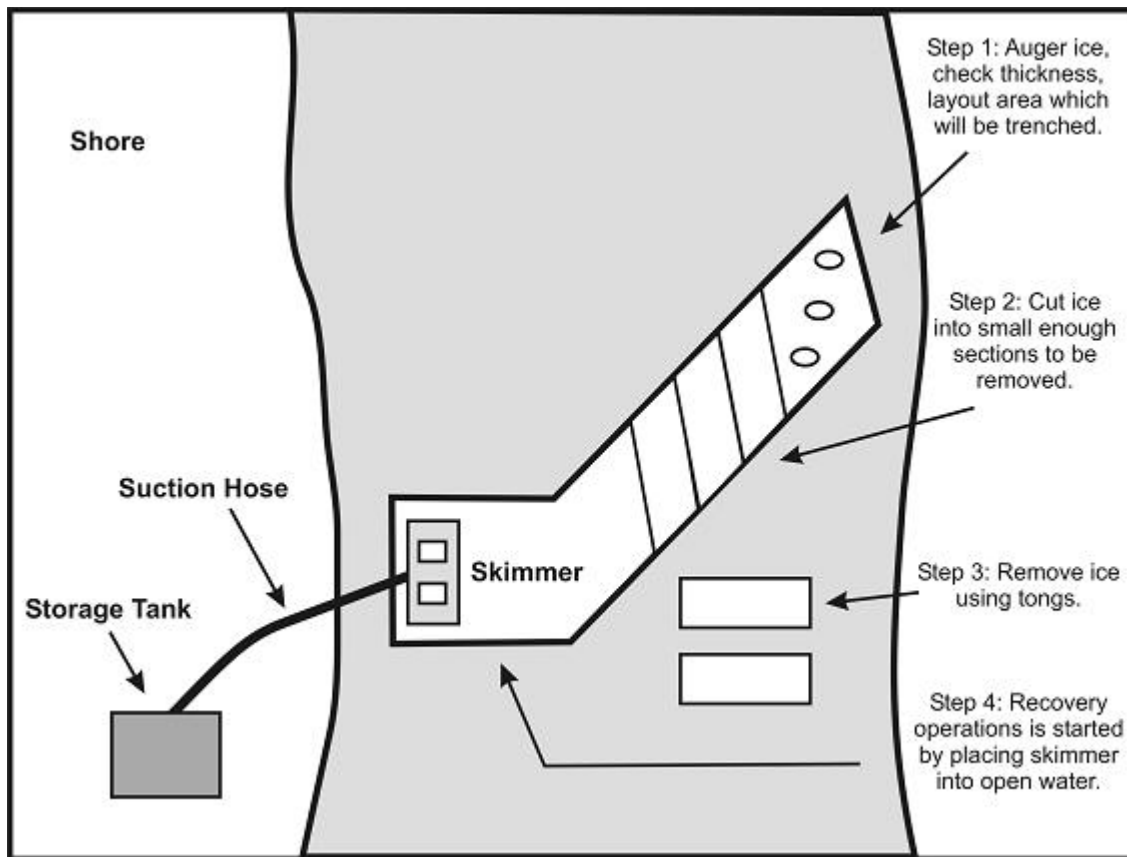 Shore
Step 1: Auger ice,
check thickness,
layout area which
will be trenched.
Step 2: Cut ice
into small enough
sections to be
removed.
Suction Hose
Storage Tank
Skimmer
Step 3: Remove ice
using tongs.
Step 4: Recovery
operations is started
by placing skimmer
into open water.